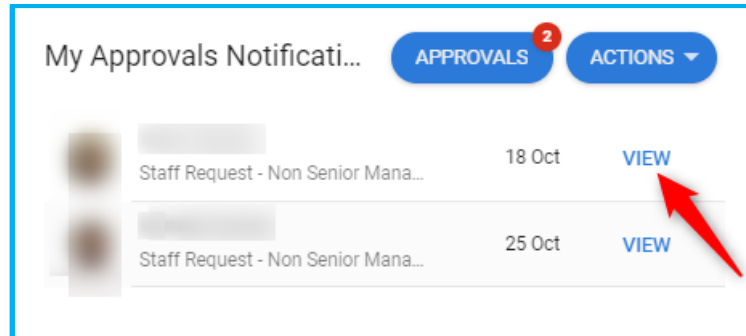 My Approvals Notificati... APPROVALS 2 ACTIONS
18 Oct VIEW
Staff Request - Non Senior Mana...
25 Oct VIEW
Staff Request - Non Senior Mana...